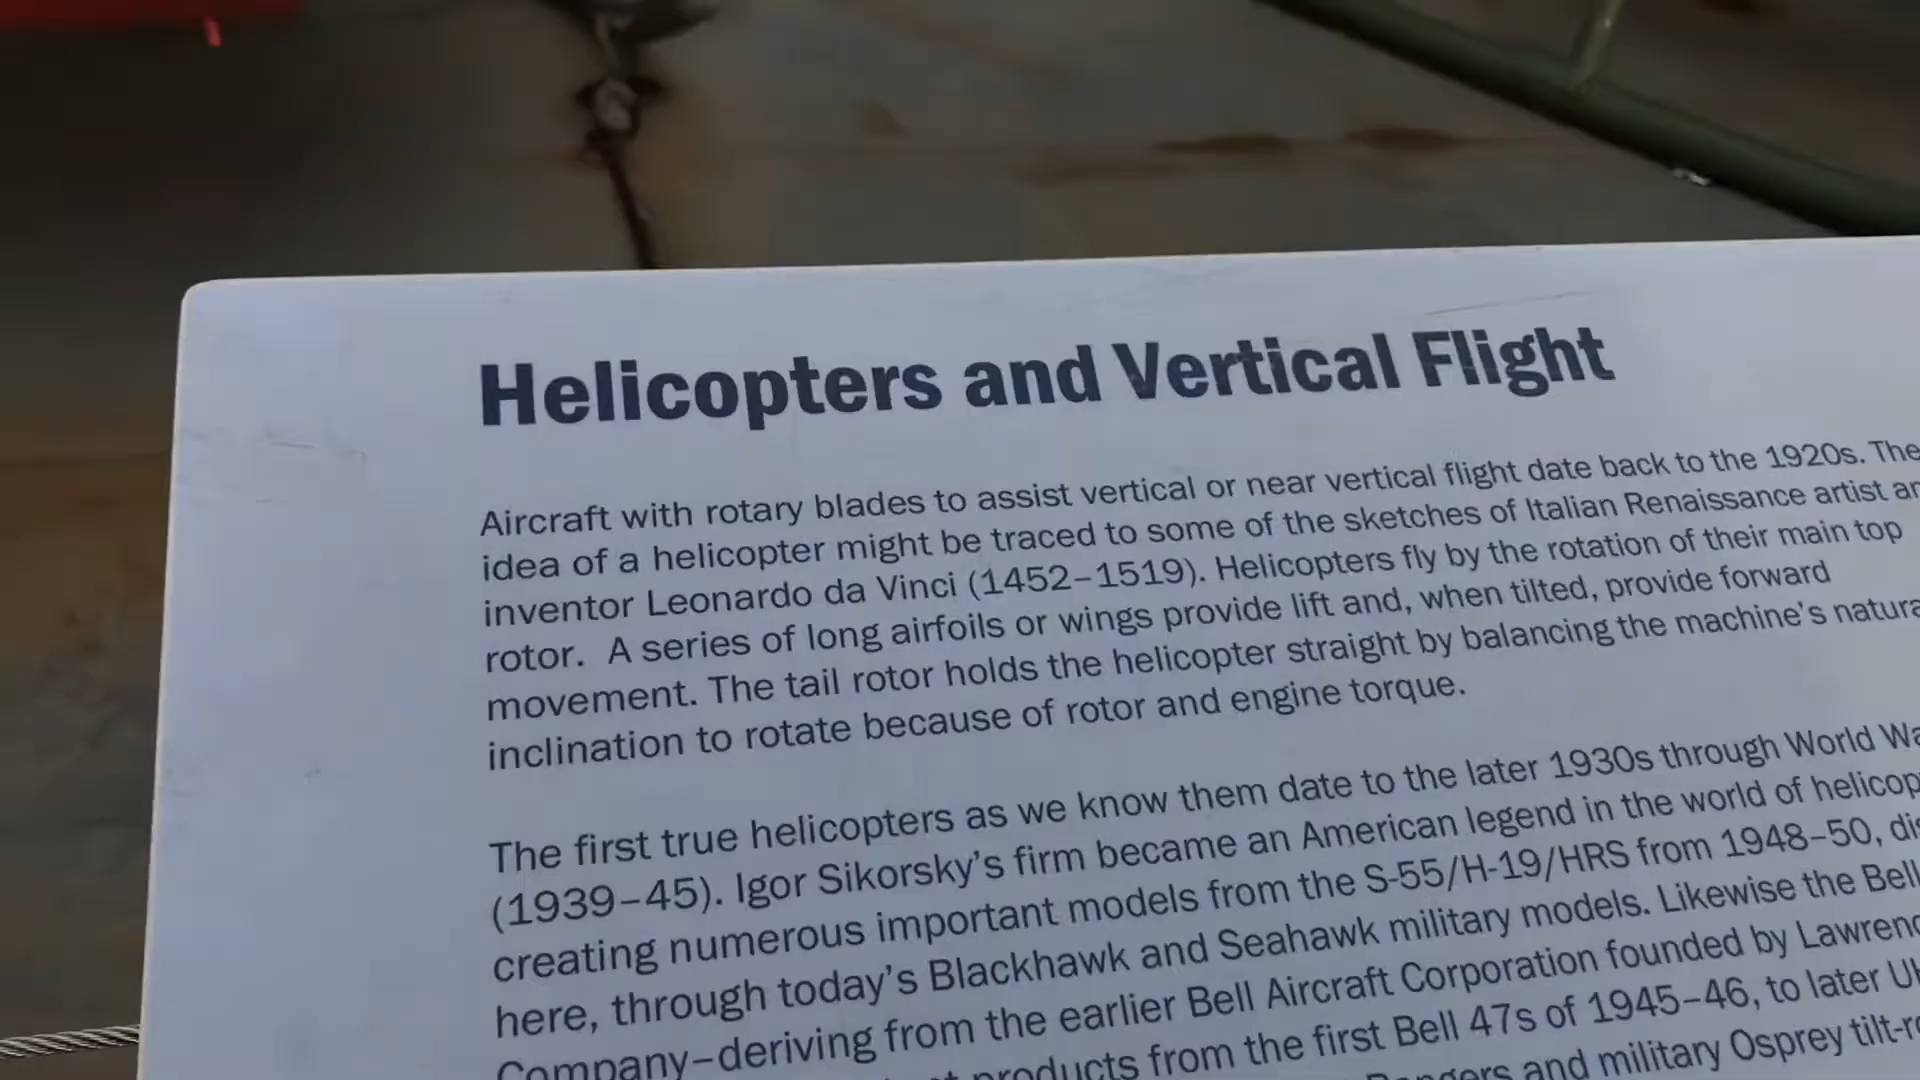 Helicopters and Vertical Flight
Aircraft with rotary blades to assist vertical or near vertical flight date back to the 1920s. The
idea of a helicopter might be traced to some of the sketches of Italian Renaissance artist
inventor Leonardo da Vinci (1452–1519). Helicopters fly by the rotation of their main top
rotor. A series of long airfoils or wings provide lift and, when tilted, provide forward
movement. The tail rotor holds the helicopter straight by balancing the machine's
inclination to rotate because of rotor and engine torque.
The first true helicopters as we know them date to the later 1930s through World
(1939–45). Igor Sikorsky's firm became an American legend in the world of
creating numerous important models from the S-55/H-19/HRS from 1948–50,
here, through today's Blackhawk and Seahawk military models. Likewise the Bell
Company–deriving from the earlier Bell Aircraft Corporation founded by
products from the first Bell 47s of 1945–46, to later
and military Osprey